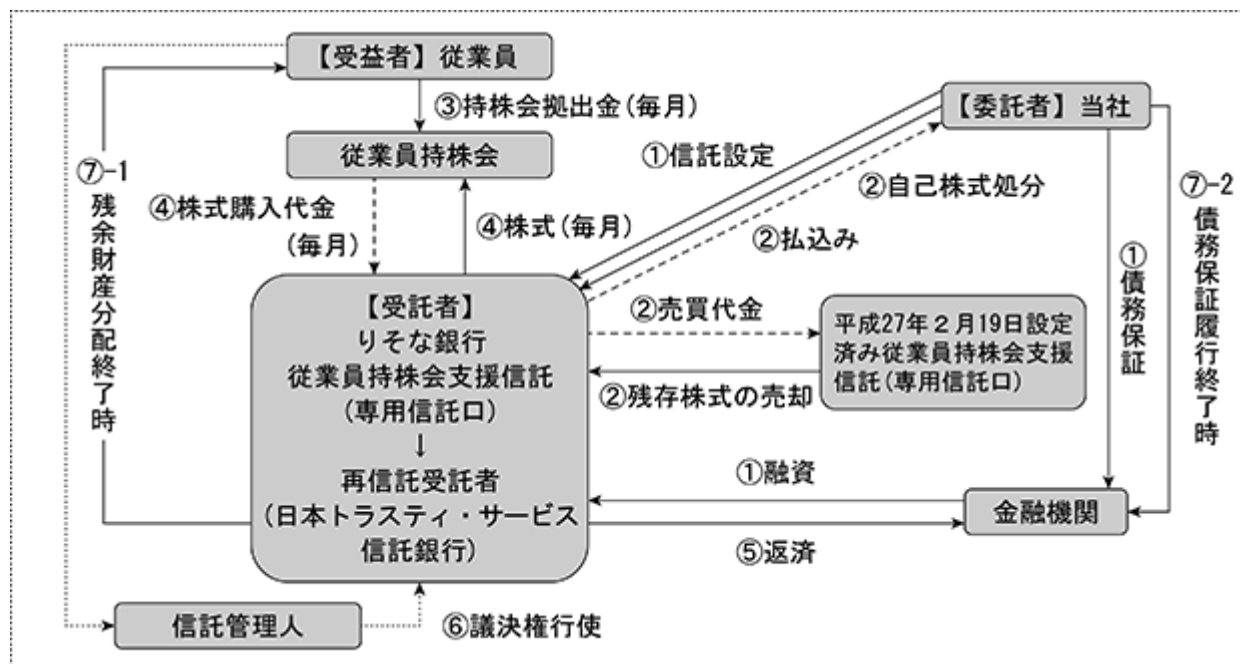 【受益者】従業員
③持株会拠出金(毎月)
従業員持株会
④株式購入代金
(毎月)
④株式(毎月)
【委託者】当社
①信託設定
②自己株式処分
②払込み
⑦-1
残余財産分配終了時
⑦-2
債務保証履行終了時
①債務保証
【受託者】
りそな銀行
従業員持株会支援信託
(専用信託口)
↓
再信託受託者
(日本トラスティ・サービス
信託銀行)
②売買代金
平成27年2月19日設定
済み従業員持株会支援
信託(専用信託口)
②残存株式の売却
①融資
金融機関
⑤返済
信託管理人
⑥議決権行使